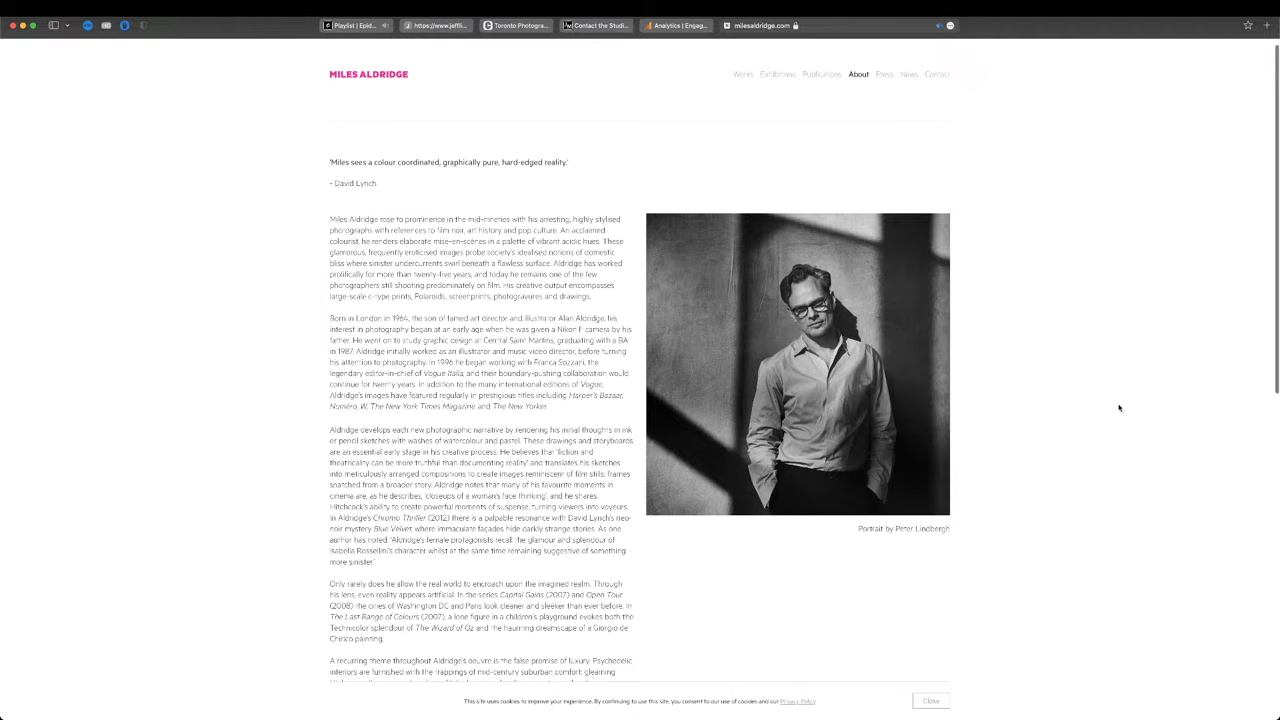 Playlist | Epid...
https://www.jeffli...
Toronto Photogra...
Contact the Studi...
Analytics | Engag...
milesaldridge.com
MILES ALDRIDGE
Works Exhibitions Publications About Press News Contact
'Miles sees a colour coordinated, graphically pure, hard-edged reality.'
- David Lynch
Miles Aldridge rose to prominence in the mid-nineties with his arresting, highly stylised
photographs with references to film noir, art history and pop culture. An acclaimed
colourist, he renders elaborate mise-en-scènes in a palette of vibrant acidic hues. These
glamorous, frequently eroticised images probe society's idealised notions of domestic
bliss where sinister undercurrents swirl beneath a flawless surface. Aldridge has worked
prolifically for more than twenty-five years, and today he remains one of the few
photographers still shooting predominately on film. His creative output encompasses
large-scale c-type prints, Polaroids, screenprints, photogravures and drawings.
Born in London in 1964, the son of famed art director and illustrator Alan Aldridge, his
interest in photography began at an early age when he was given a Nikon F camera by his
father. He went on to study graphic design at Central Saint Martins, graduating with a BA
in 1987. Aldridge initially worked as an illustrator and music video director, before turning
his attention to photography. In 1996 he began working with Franca Sozzani, the
legendary editor-in-chief of Vogue Italia, and their boundary-pushing collaboration would
continue for twenty years. In addition to the many international editions of Vogue,
Aldridge's images have featured regularly in prestigious titles including Harper's Bazaar,
Numéro, W, The New York Times Magazine and The New Yorker.
Aldridge develops each new photographic narrative by rendering his initial thoughts in ink
or pencil sketches with washes of watercolour and pastel. These drawings and storyboards
are an essential early stage in his creative process. He believes that 'fiction and
theatricality can be more truthful than documenting reality' and translates his sketches
into meticulously arranged compositions to create images reminiscent of film stills: frames
snatched from a broader story. Aldridge notes that many of his favourite moments in
cinema are, as he describes, 'closeups of a woman's face thinking', and he shares
Hitchcock's ability to create powerful moments of suspense, turning viewers into voyeurs.
In Aldridge's Chromo Thriller (2012) there is a palpable resonance with David Lynch's neo-
noir mystery Blue Velvet, where immaculate façades hide darkly strange stories. As one
author has noted: 'Aldridge's female protagonists recall the glamour and splendour of
Isabella Rossellini's character whilst at the same time remaining suggestive of something
more sinister.'
Only rarely does he allow the real world to encroach upon the imagined realm. Through
his lens, even reality appears artificial. In the series Capital Gains (2007) and Open Tour
(2008) the cities of Washington DC and Paris look cleaner and sleeker than ever before. In
The Last Range of Colours (2007), a lone figure in a children's playground evokes both the
Technicolor splendour of The Wizard of Oz and the haunting dreamscape of a Giorgio de
Chirico painting.
A recurring theme throughout Aldridge's oeuvre is the false promise of luxury. Psychedelic
interiors are furnished with the trappings of mid-century suburban comfort: gleaming
Portrait by Peter Lindbergh
This site uses cookies to improve your experience. By continuing to use this site, you consent to our use of cookies and our Privacy Policy
Close